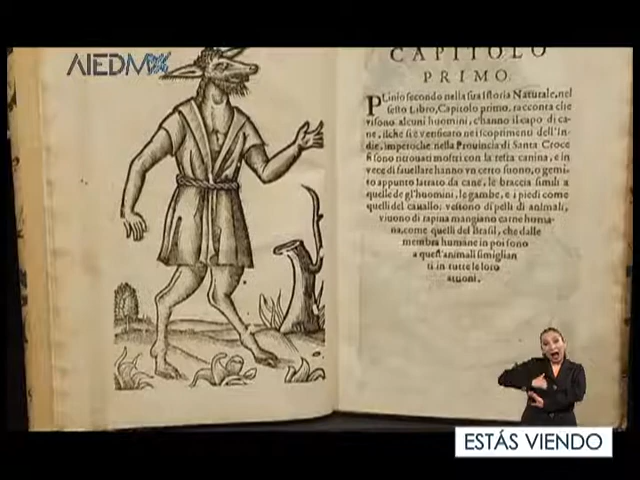 AIEDMX
CAPITOLO
PRIMO.
PLinio secondo nella sua Istoria Naturale, nel
sesto Libro, Capitolo primo, racconta che
vi sono alcuni huomini, c'hanno il capo di ca-
ne, il che si è verificato nei scoprimenti dell'In-
die, imperoche nella Provincia di Santa Croce
si sono ritrouati mostri con la testa canina, e in
vece di fauellare hanno vn certo suono, o gemi-
to appunto latrato da cane, le braccia simili a
quelle de gl'huomini, le gambe, e i piedi come
quelli del cauallo, vestono di pelli di animali,
viuono di rapina mangiano carne huma-
na, come quelli del Brasil, che dalle
membra humane in poi sono
a quest'animali simiglian
ti in tutte le loro
attioni.
ESTÁS VIENDO